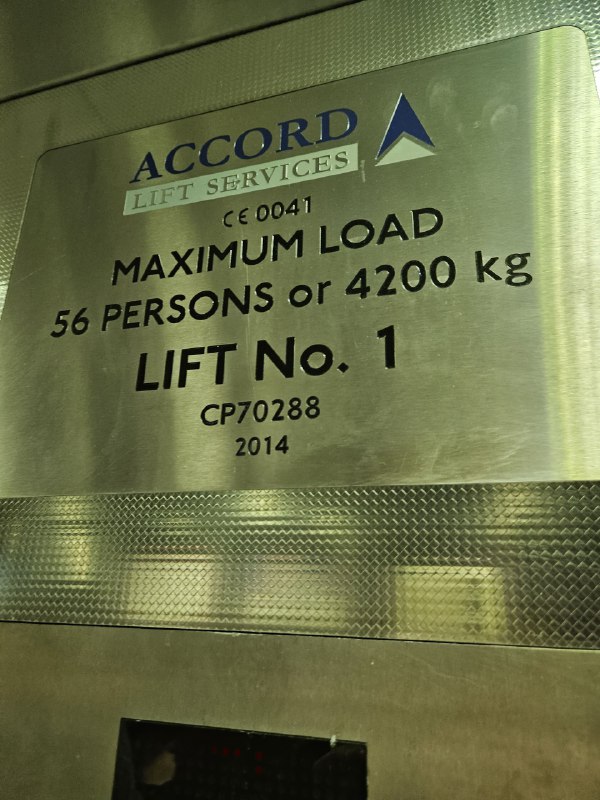 ACCORD
LIFT SERVICES
CE 0041
MAXIMUM LOAD
56 PERSONS or 4200 kg
LIFT No. 1
CP70288
2014